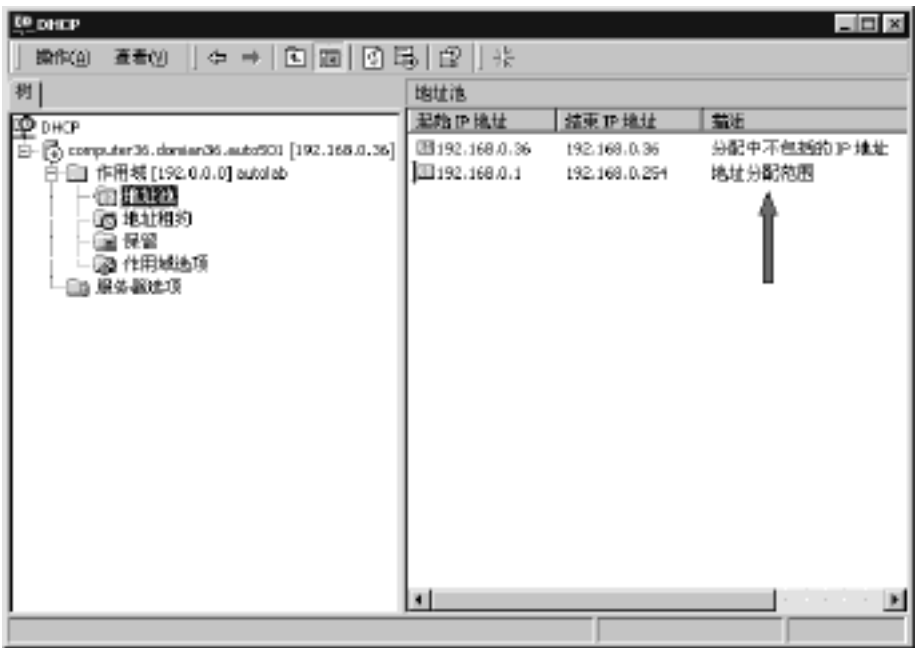 DHCP
操作(A) 查看(V)
树
DHCP
computer36.domian36.auto501 [192.168.0.36]
作用域 [192.0.0.0] autolab
地址池
地址租约
保留
作用域选项
服务器选项
地址池
起始 IP 地址 结束 IP 地址 描述
192.168.0.36 192.168.0.36 分配中不包括的 IP 地址
192.168.0.1 192.168.0.254 地址分配范围